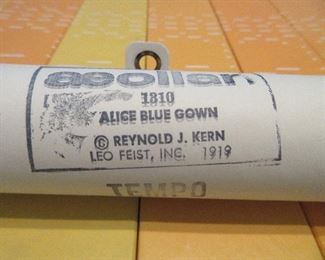 aeolian
1810
ALICE BLUE GOWN
© REYNOLD J. KERN
LEO FEIST, INC. 1919
TEMPO